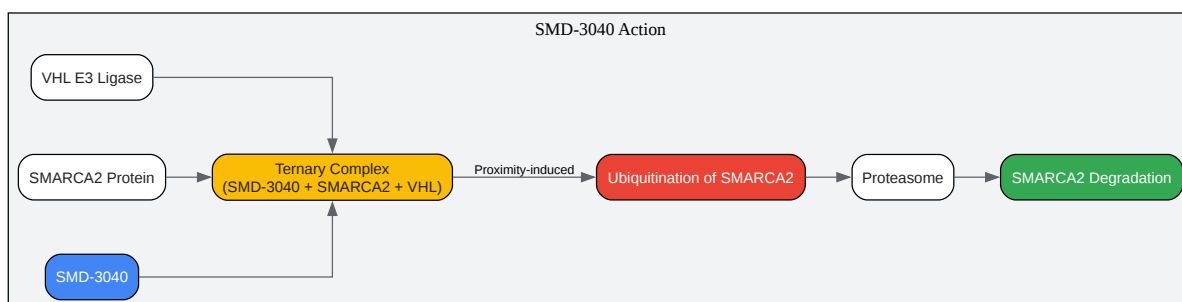 SMD-3040 Action
VHL E3 Ligase
SMARCA2 Protein
SMD-3040
Ternary Complex
(SMD-3040 + SMARCA2 + VHL)
Proximity-induced
Ubiquitination of SMARCA2
Proteasome
SMARCA2 Degradation